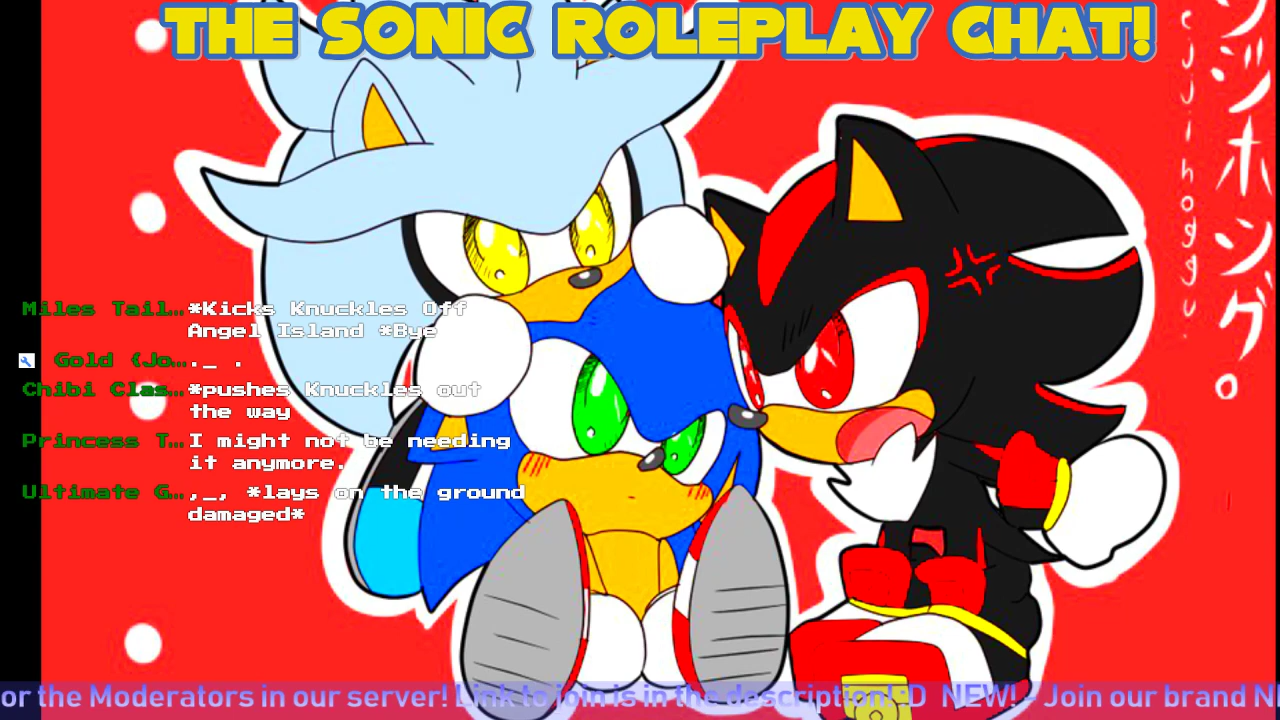 THE SONIC ROLEPLAY CHAT!
Miles Tail… *Kicks Knuckles Off
Angel Island *Bye
Gold (Jo… ._ .
Chibi Clas… *pushes Knuckles out
the way
Princess T… I might not be needing
it anymore.
Ultimate G… ,_, *lays on the ground
damaged*
or the Moderators in our server! Link to join is in the description! :D NEW! - Join our brand N